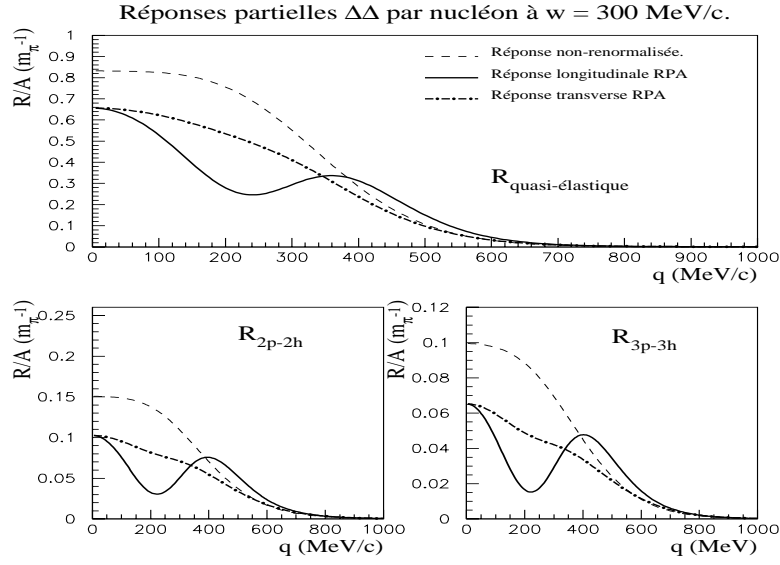 Réponses partielles ΔΔ par nucléon à w = 300 MeV/c.
R/A (m_π^-1)
1
0.9
0.8
0.7
0.6
0.5
0.4
0.3
0.2
0.1
0
Réponse non-renormalisée.
Réponse longitudinale RPA
Réponse transverse RPA
R_quasi-élastique
0 100 200 300 400 500 600 700 800 900 1000
q (MeV/c)
R/A (m_π^-1)
0.25
0.2
0.15
0.1
0.05
0
R_2p-2h
0 200 400 600 800 1000
q (MeV/c)
R/A (m_π^-1)
0.12
0.1
0.08
0.06
0.04
0.02
0
R_3p-3h
0 200 400 600 800 1000
q (MeV)